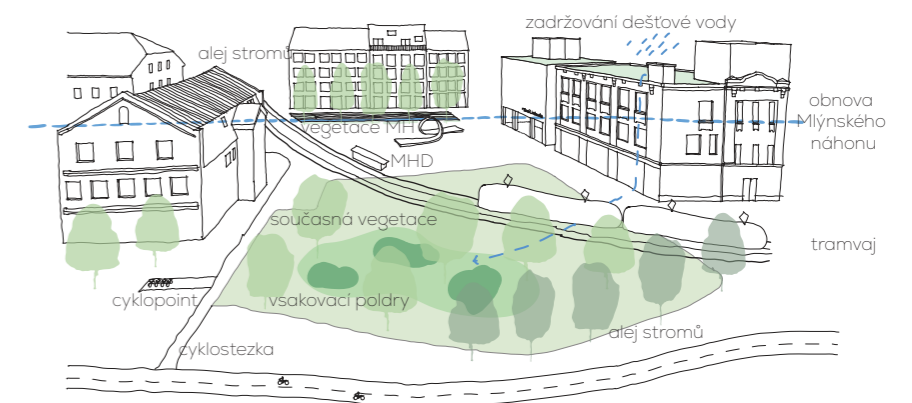 zadržování dešťové vody
alej stromů
obnova
Mlýnského
náhonu
vegetace MH
MHD
současná vegetace
tramvaj
cyklopoint
vsakovací poldry
alej stromů
cyklostezka